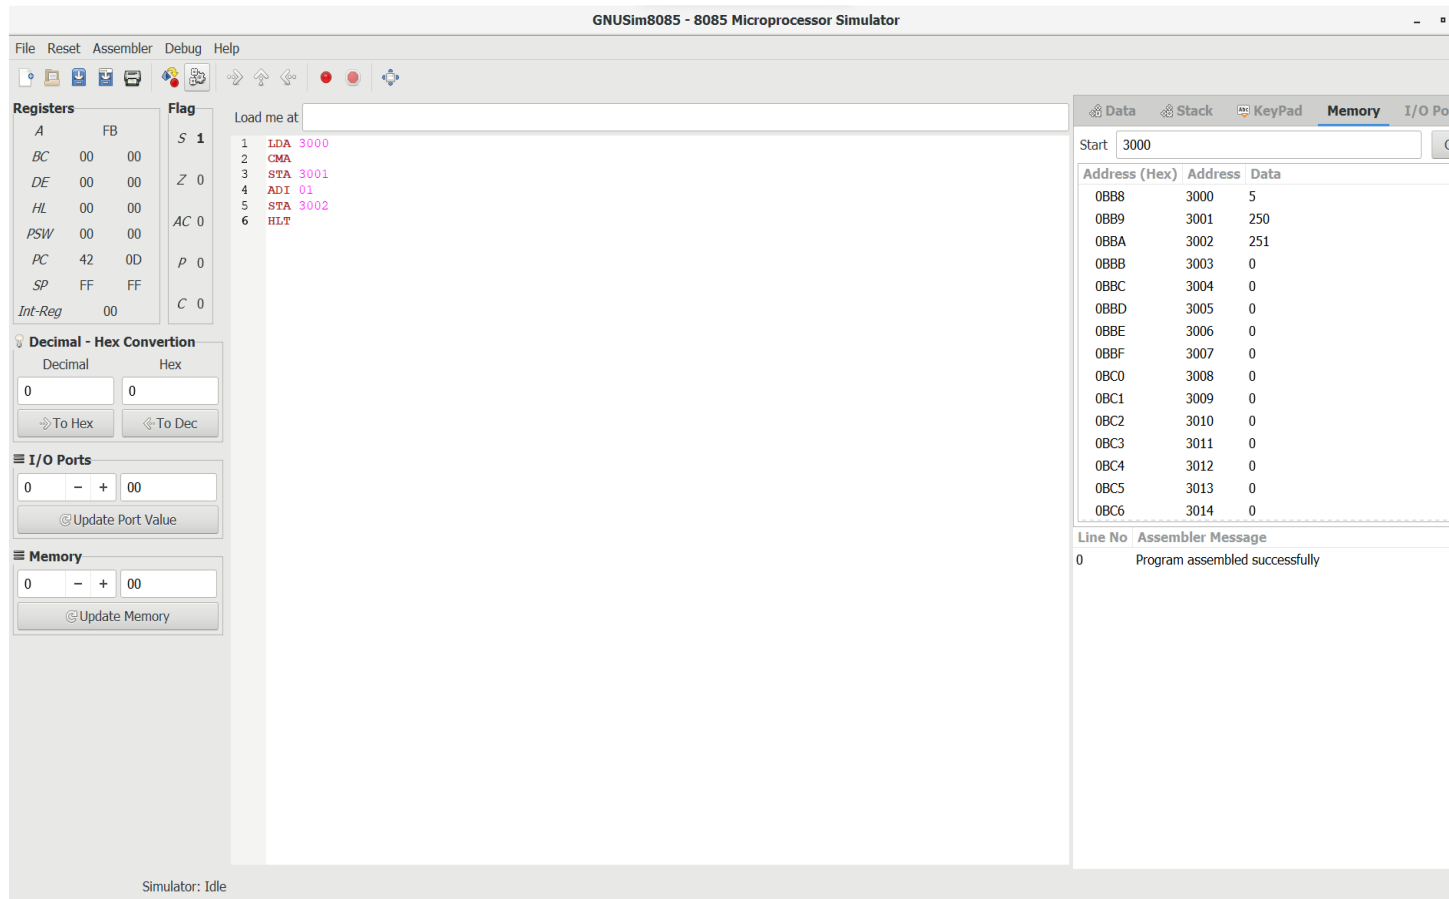 GNUSim8085 - 8085 Microprocessor Simulator
File Reset Assembler Debug Help
Registers
A FB
BC 00 00
DE 00 00
HL 00 00
PSW 00 00
PC 42 0D
SP FF FF
Int-Reg 00
Flag
S 1
Z 0
AC 0
P 0
C 0
Decimal - Hex Convertion
Decimal Hex
0 0
To Hex To Dec
I/O Ports
0 - + 00
Update Port Value
Memory
0 - + 00
Update Memory
Load me at
1 LDA 3000
2 CMA
3 STA 3001
4 ADI 01
5 STA 3002
6 HLT
Data Stack KeyPad Memory I/O Po
Start 3000
Address (Hex) Address Data
0BB8 3000 5
0BB9 3001 250
0BBA 3002 251
0BBB 3003 0
0BBC 3004 0
0BBD 3005 0
0BBE 3006 0
0BBF 3007 0
0BC0 3008 0
0BC1 3009 0
0BC2 3010 0
0BC3 3011 0
0BC4 3012 0
0BC5 3013 0
0BC6 3014 0
Line No Assembler Message
0 Program assembled successfully
Simulator: Idle